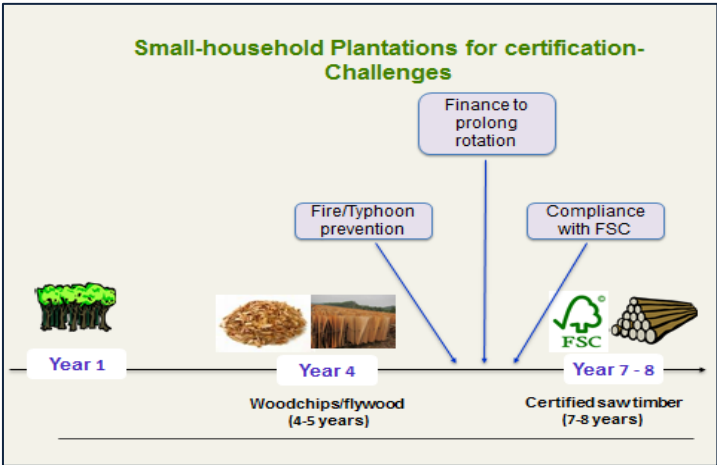 Small-household Plantations for certification-
Challenges
Finance to
prolong
rotation
Fire/Typhoon
prevention
Compliance
with FSC
©
FSC
Year 1
Year 4
Year 7 - 8
Woodchips/flywood
(4-5 years)
Certified saw timber
(7-8 years)